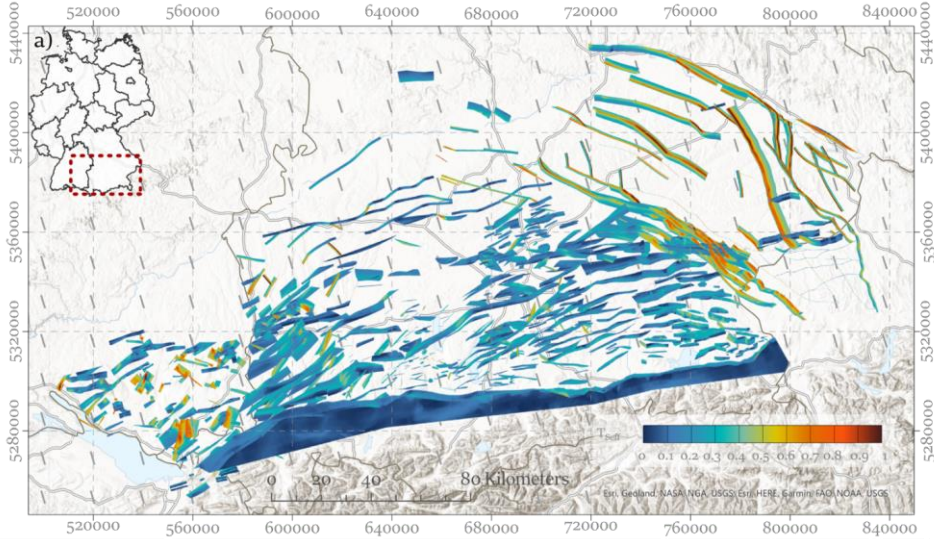 520000 560000 600000 640000 680000 720000 760000 800000 840000
a)
5440000 5440000
5400000 5400000
5360000 5360000
5320000 5320000
5280000 5280000
0 0.1 0.2 0.3 0.4 0.5 0.6 0.7 0.8 0.9 1
0 20 40 80 Kilometers
Esri, Geoland, NASA, NGA, USGS; Esri, HERE, Garmin, FAO, NOAA, USGS
520000 560000 600000 640000 680000 720000 760000 800000 840000